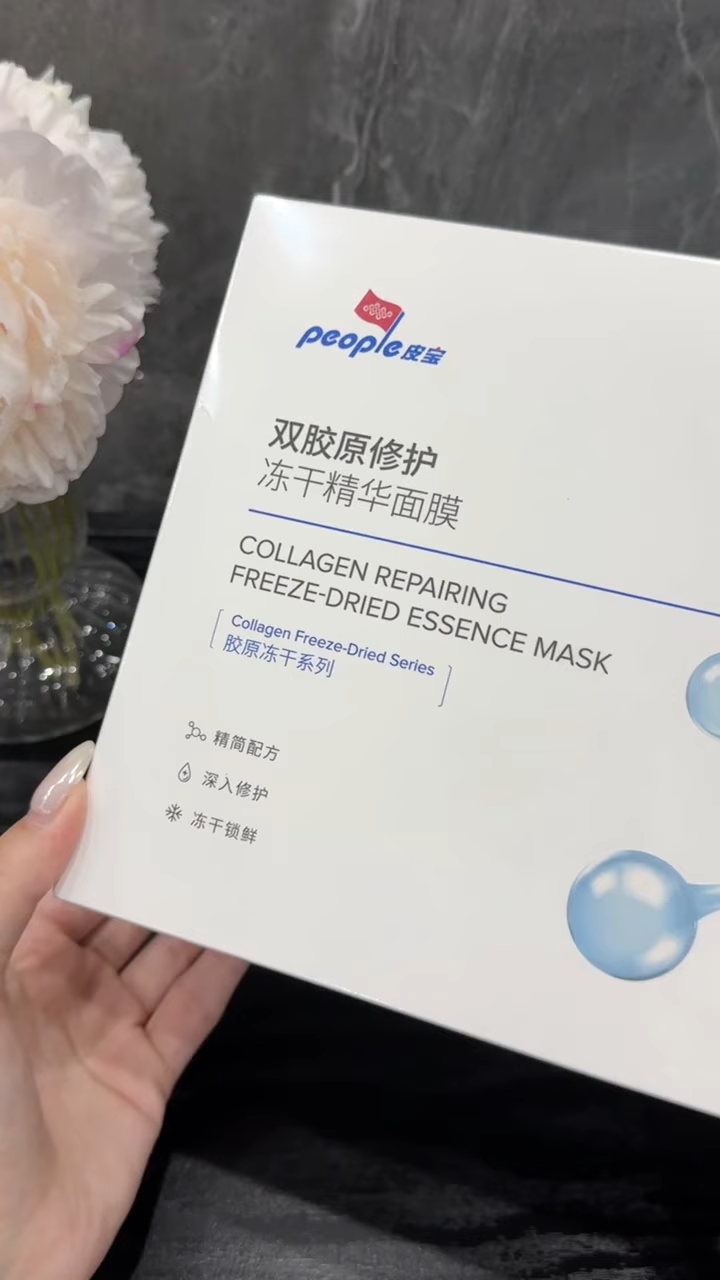 people皮宝
双胶原修护
冻干精华面膜
COLLAGEN REPAIRING
FREEZE-DRIED ESSENCE MASK
Collagen Freeze-Dried Series
胶原冻干系列
精简配方
深入修护
冻干锁鲜